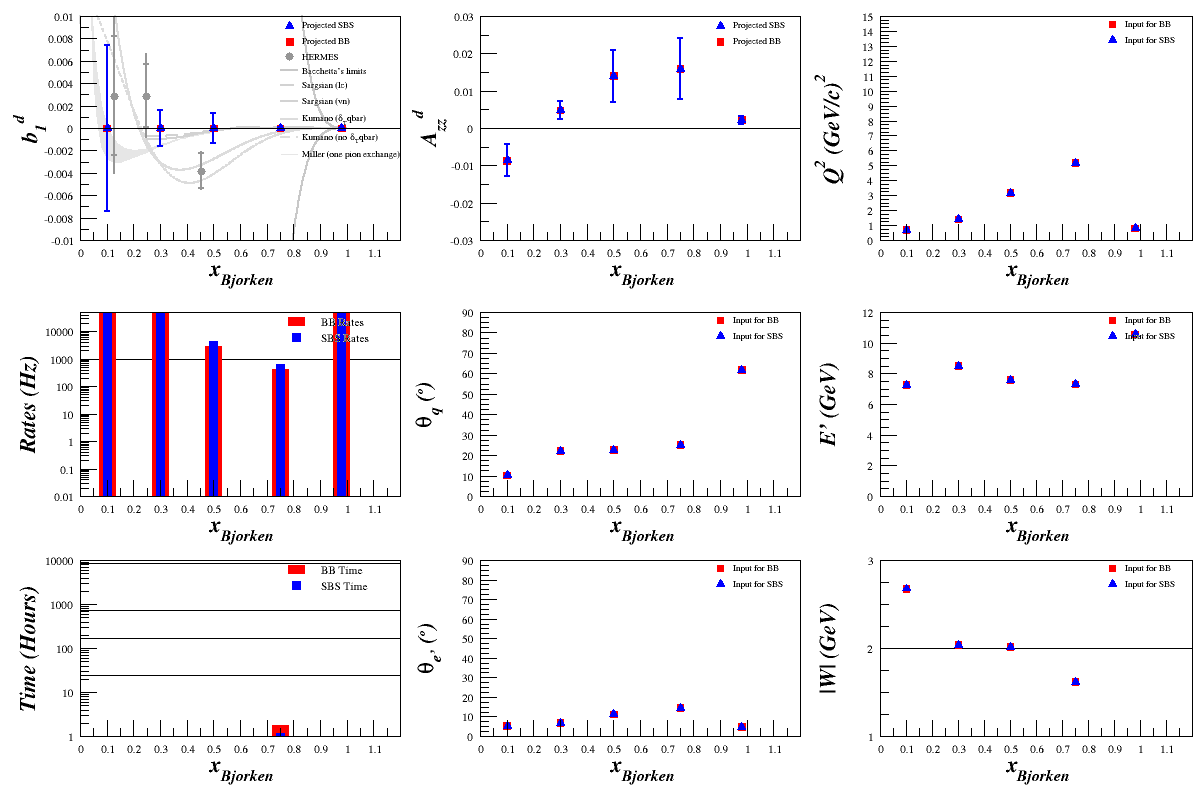 0.01
0.008
0.006
0.004
0.002
0
-0.002
-0.004
-0.006
-0.008
-0.01
b₁ᵈ
Projected SBS
Projected BB
HERMES
Bacchetta's limits
Sargsian (lc)
Sargsian (vn)
Kumano (δₜqbar)
Kumano (no δₜqbar)
Miller (one pion exchange)
0 0.1 0.2 0.3 0.4 0.5 0.6 0.7 0.8 0.9 1 1.1
x Bjorken
0.03
0.02
0.01
0
-0.01
-0.02
-0.03
A zz d
Projected SBS
Projected BB
0 0.1 0.2 0.3 0.4 0.5 0.6 0.7 0.8 0.9 1 1.1
x Bjorken
15
14
13
12
11
10
9
8
7
6
5
4
3
2
1
0
Q² (GeV/c)²
Input for BB
Input for SBS
0 0.1 0.2 0.3 0.4 0.5 0.6 0.7 0.8 0.9 1 1.1
x Bjorken
10000
1000
100
10
1
0.1
0.01
Rates (Hz)
BB Rates
SBS Rates
0 0.1 0.2 0.3 0.4 0.5 0.6 0.7 0.8 0.9 1 1.1
x Bjorken
90
80
70
60
50
40
30
20
10
0
θq (°)
Input for BB
Input for SBS
0 0.1 0.2 0.3 0.4 0.5 0.6 0.7 0.8 0.9 1 1.1
x Bjorken
12
10
8
6
4
2
0
E' (GeV)
Input for BB
Input for SBS
0 0.1 0.2 0.3 0.4 0.5 0.6 0.7 0.8 0.9 1 1.1
x Bjorken
10000
1000
100
10
1
Time (Hours)
BB Time
SBS Time
0 0.1 0.2 0.3 0.4 0.5 0.6 0.7 0.8 0.9 1 1.1
x Bjorken
90
80
70
60
50
40
30
20
10
0
θe' (°)
Input for BB
Input for SBS
0 0.1 0.2 0.3 0.4 0.5 0.6 0.7 0.8 0.9 1 1.1
x Bjorken
3
2
1
|W| (GeV)
Input for BB
Input for SBS
0 0.1 0.2 0.3 0.4 0.5 0.6 0.7 0.8 0.9 1 1.1
x Bjorken